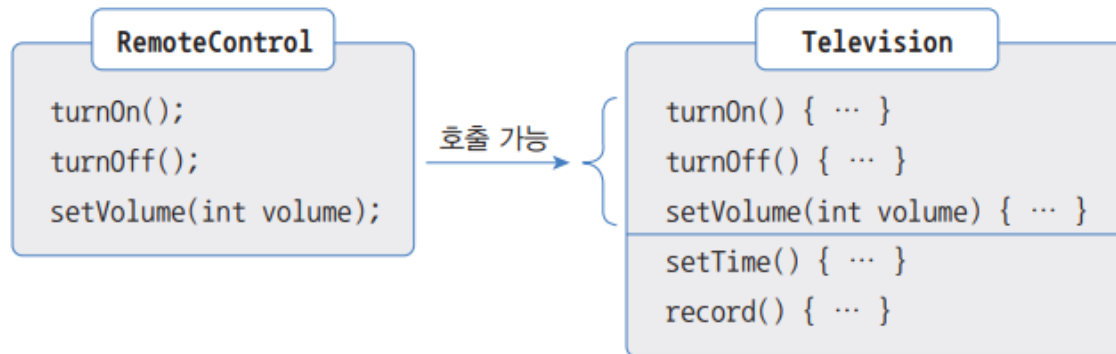 RemoteControl
turnOn();
turnOff();
setVolume(int volume);
호출 가능
Television
turnOn() { ··· }
turnOff() { ··· }
setVolume(int volume) { ··· }
setTime() { ··· }
record() { ··· }